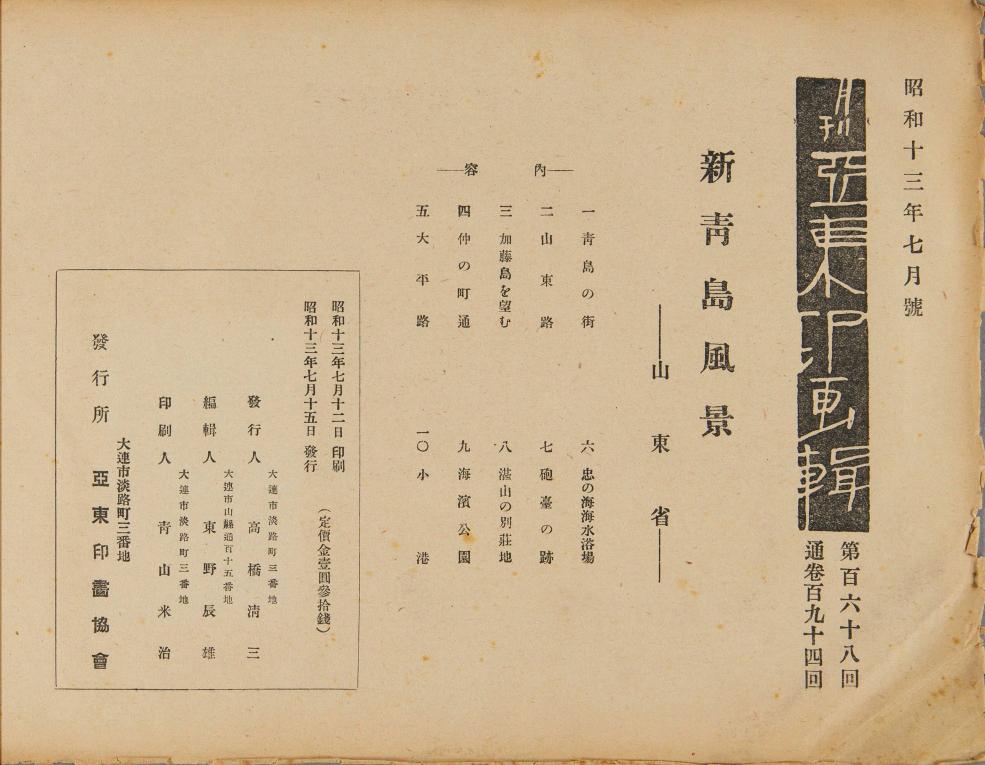 昭和十三年七月號
月刊亞東印画輯
第百六十八回
通卷百九十四回
新靑島風景
──山東省──
──內容──
一 靑島の街
二 山東路
三 加藤島を望む
四 仲の町通
五 大平路
六 忠の海海水浴場
七 砲臺の跡
八 湛山の別莊地
九 海濱公園
一〇 小港
昭和十三年七月十二日 印刷
昭和十三年七月十五日 發行
(定價金壹圓參拾錢)
大連市淡路町三番地
發行人 高橋淸三
大連市山縣通百十五番地
編輯人 東野辰雄
大連市淡路町三番地
印刷人 靑山米治
大連市淡路町三番地
發行所 亞東印畫協會